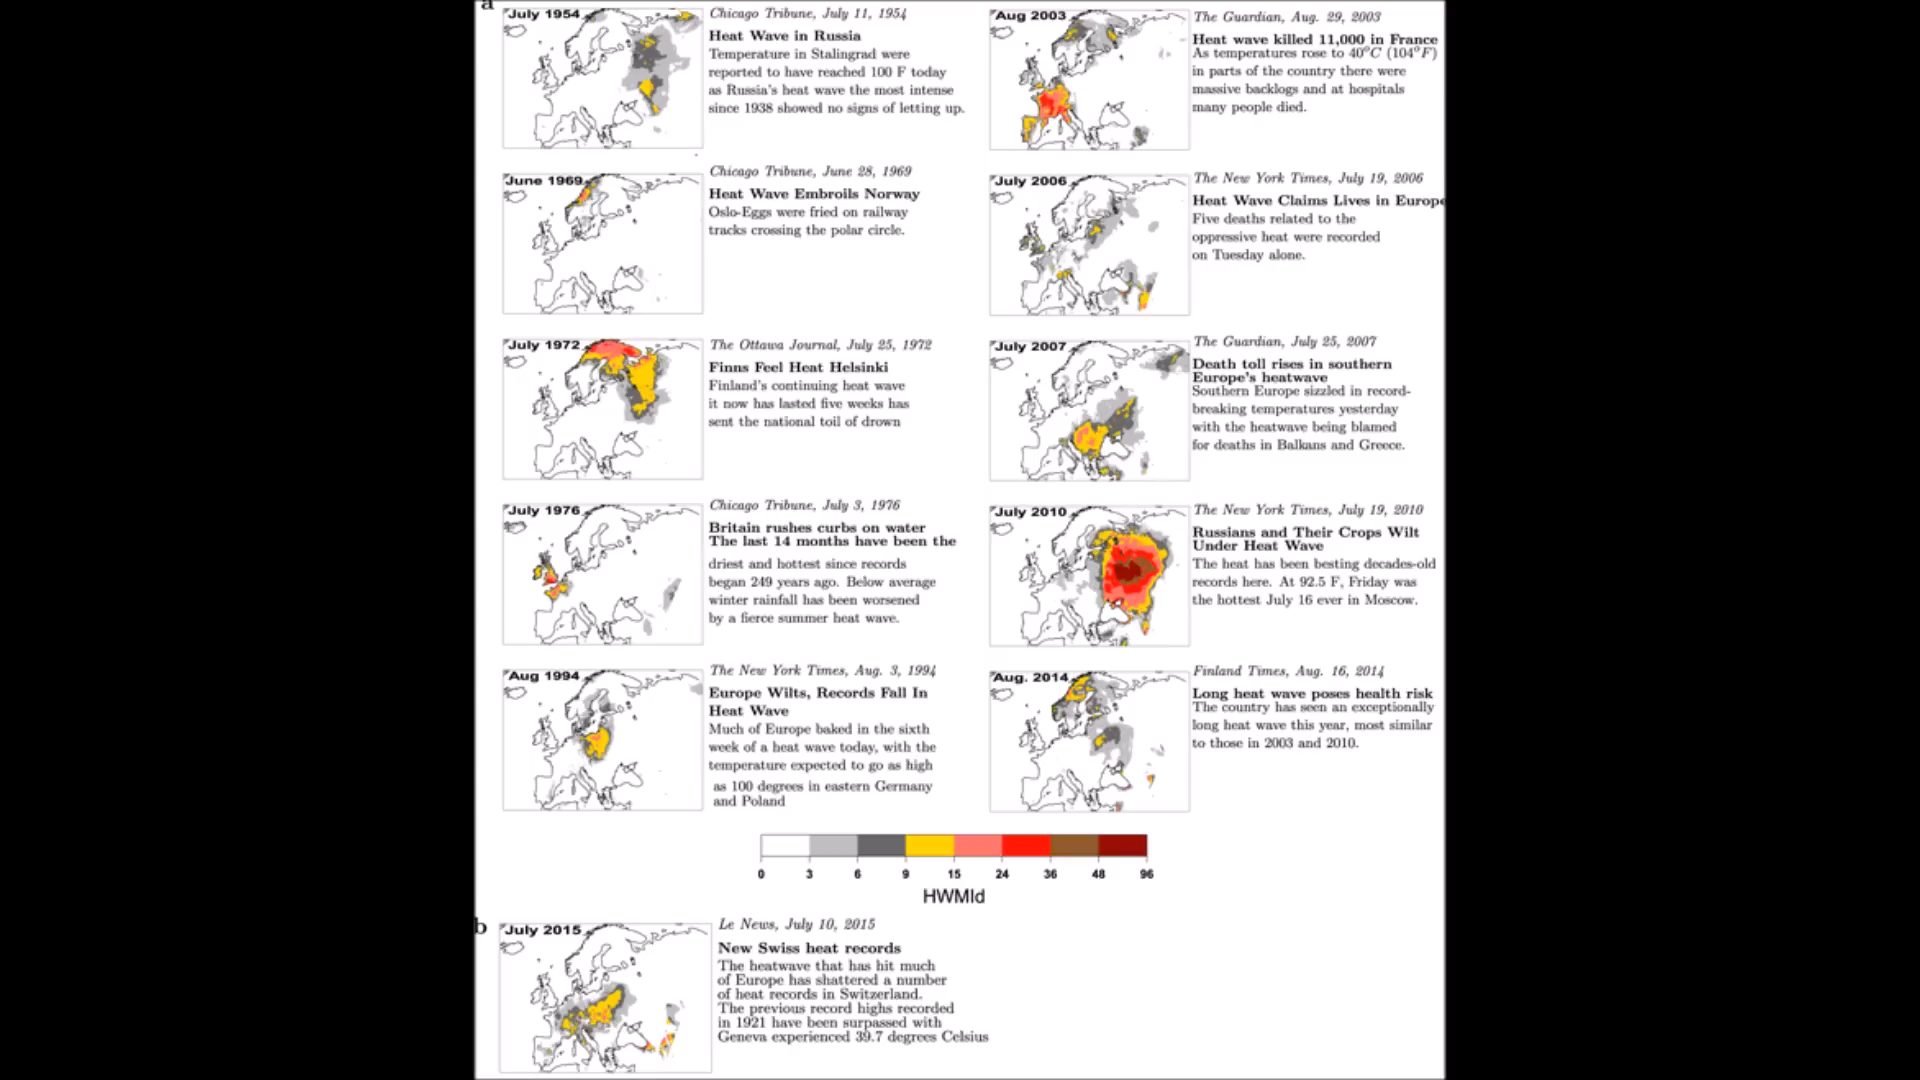 a
July 1954
Chicago Tribune, July 11, 1954
Heat Wave in Russia
Temperature in Stalingrad were
reported to have reached 100 F today
as Russia's heat wave the most intense
since 1938 showed no signs of letting up.
June 1969
Chicago Tribune, June 28, 1969
Heat Wave Embroils Norway
Oslo-Eggs were fried on railway
tracks crossing the polar circle.
July 1972
The Ottawa Journal, July 25, 1972
Finns Feel Heat Helsinki
Finland's continuing heat wave
it now has lasted five weeks has
sent the national toil of drown
July 1976
Chicago Tribune, July 3, 1976
Britain rushes curbs on water
The last 14 months have been the
driest and hottest since records
began 249 years ago. Below average
winter rainfall has been worsened
by a fierce summer heat wave.
Aug 1994
The New York Times, Aug. 3, 1994
Europe Wilts, Records Fall In
Heat Wave
Much of Europe baked in the sixth
week of a heat wave today, with the
temperature expected to go as high
as 100 degrees in eastern Germany
and Poland
Aug 2003
The Guardian, Aug. 29, 2003
Heat wave killed 11,000 in France
As temperatures rose to 40°C (104°F)
in parts of the country there were
massive backlogs and at hospitals
many people died.
July 2006
The New York Times, July 19, 2006
Heat Wave Claims Lives in Europe
Five deaths related to the
oppressive heat were recorded
on Tuesday alone.
July 2007
The Guardian, July 25, 2007
Death toll rises in southern
Europe's heatwave
Southern Europe sizzled in record-
breaking temperatures yesterday
with the heatwave being blamed
for deaths in Balkans and Greece.
July 2010
The New York Times, July 19, 2010
Russians and Their Crops Wilt
Under Heat Wave
The heat has been besting decades-old
records here. At 92.5 F, Friday was
the hottest July 16 ever in Moscow.
Aug. 2014
Finland Times, Aug. 16, 2014
Long heat wave poses health risk
The country has seen an exceptionally
long heat wave this year, most similar
to those in 2003 and 2010.
0 3 6 9 15 24 36 48 96
HWMId
b
July 2015
Le News, July 10, 2015
New Swiss heat records
The heatwave that has hit much
of Europe has shattered a number
of heat records in Switzerland.
The previous record highs recorded
in 1921 have been surpassed with
Geneva experienced 39.7 degrees Celsius